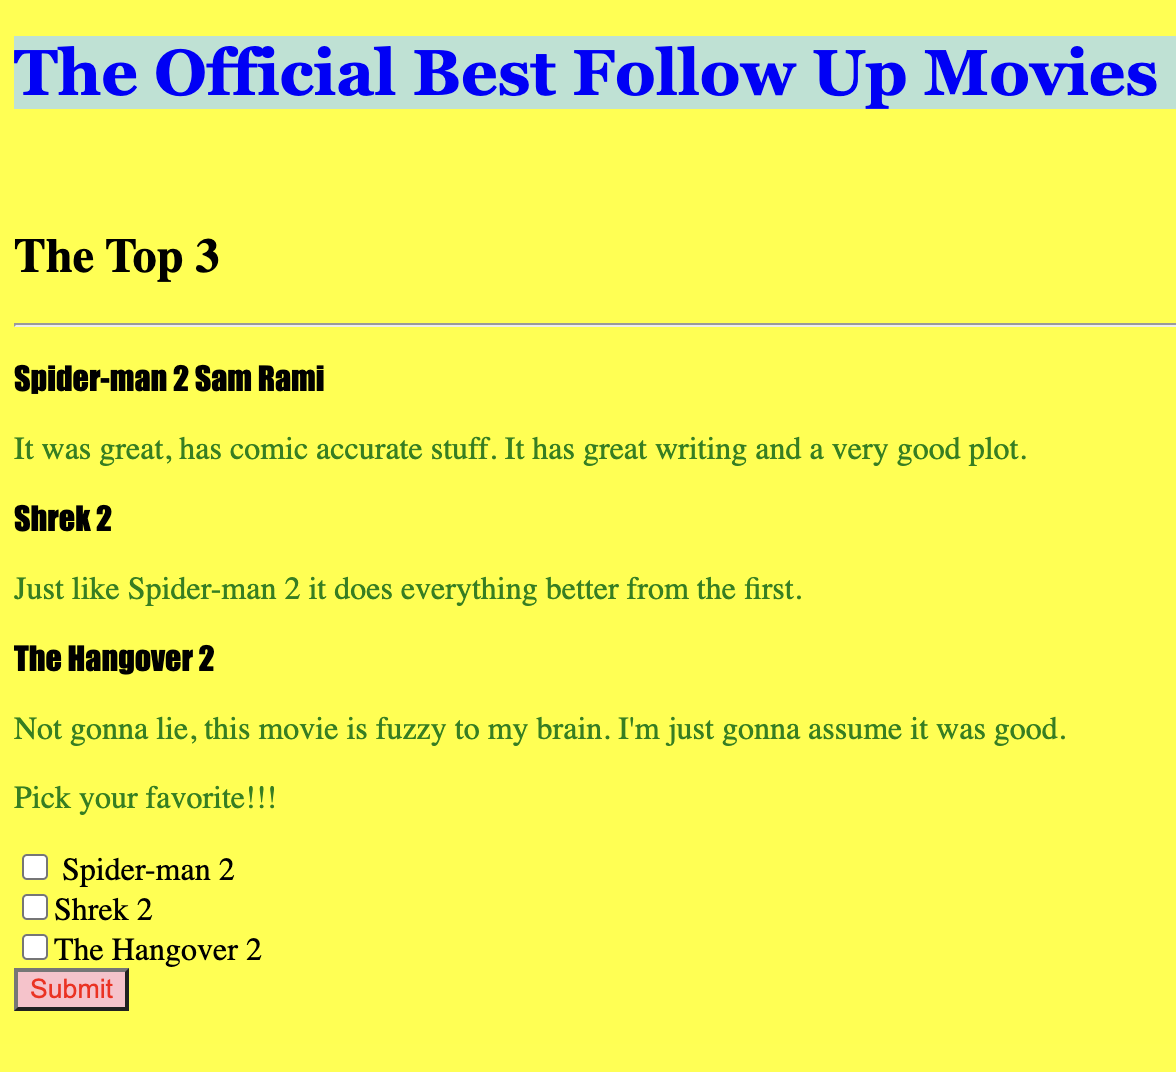 The Official Best Follow Up Movies
The Top 3
Spider-man 2 Sam Rami
It was great, has comic accurate stuff. It has great writing and a very good plot.
Shrek 2
Just like Spider-man 2 it does everything better from the first.
The Hangover 2
Not gonna lie, this movie is fuzzy to my brain. I'm just gonna assume it was good.
Pick your favorite!!!
Spider-man 2
Shrek 2
The Hangover 2
Submit